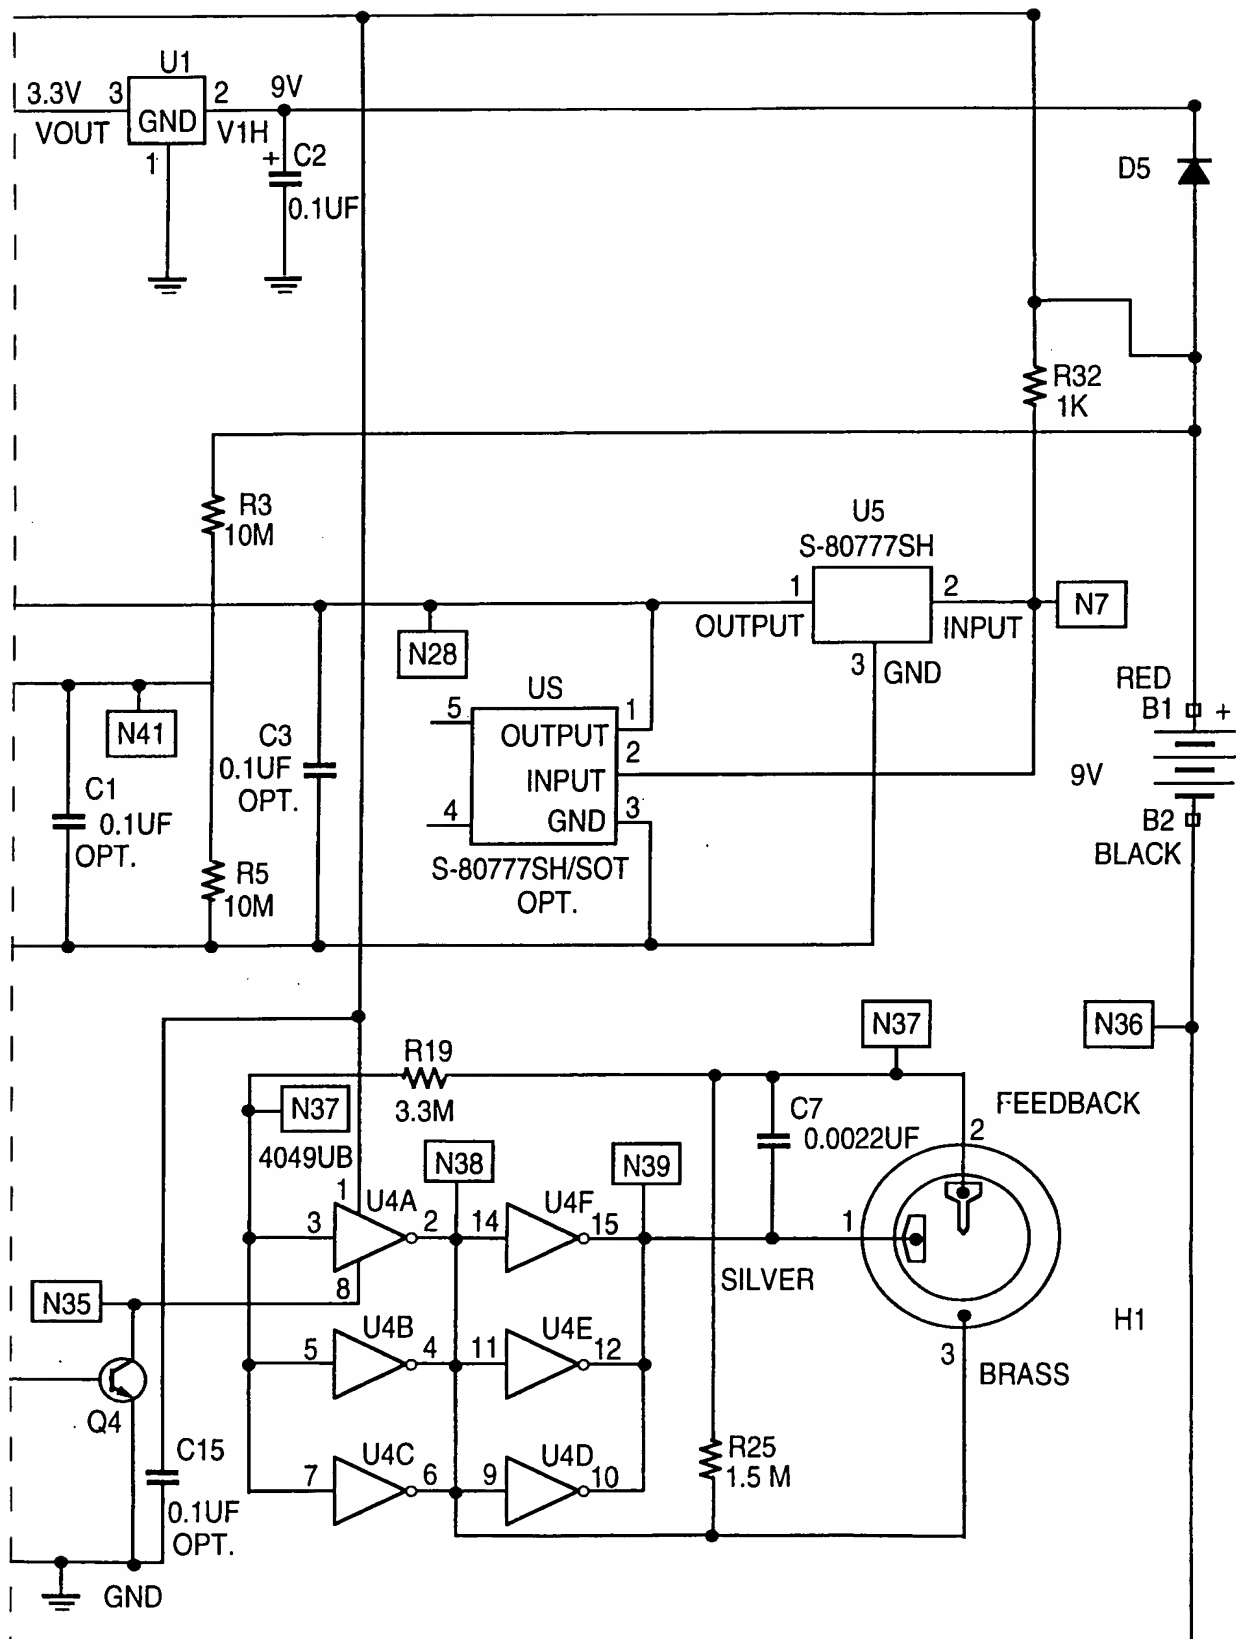 U1
3.3V 3 2 9V
GND
VOUT V1H
1
+ C2
0.1UF
D5
R32
1K
R3
10M
U5
S-80777SH
1 2
N7
OUTPUT INPUT
N28
3 GND
US
RED
B1 +
5 1
N41
OUTPUT
C3
0.1UF
OPT.
2
INPUT
9V
C1
0.1UF
OPT.
4 GND 3
B2
BLACK
S-80777SH/SOT
OPT.
R5
10M
N37
N36
R19
3.3M
N37
C7
0.0022UF
FEEDBACK
2
4049UB
N38
N39
1
U4A
U4F
3 2 14 15
1
8
SILVER
N35
H1
U4B
U4E
5 4 11 12
3
BRASS
Q4
C15
0.1UF
OPT.
U4C
U4D
7 6 9 10
R25
1.5 M
GND